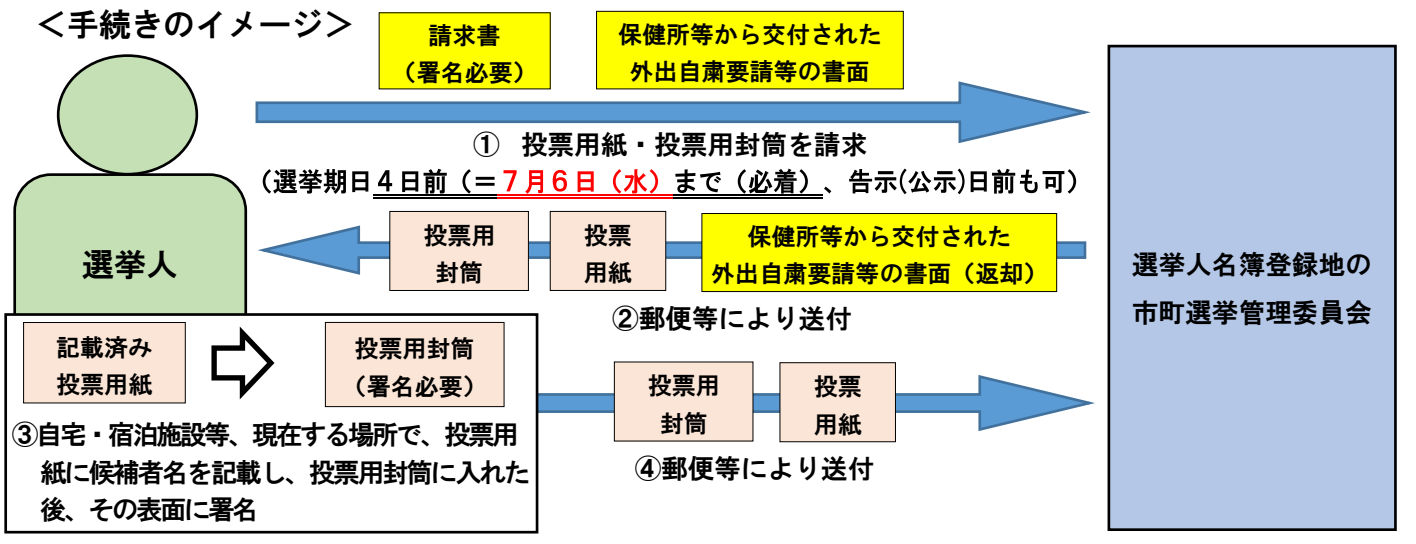 ＜手続きのイメージ＞
請求書
（署名必要）
保健所等から交付された
外出自粛要請等の書面
① 投票用紙・投票用封筒を請求
（選挙期日４日前（＝７月６日（水）まで（必着）、告示(公示)日前も可）
選挙人
投票用
封筒
投票
用紙
保健所等から交付された
外出自粛要請等の書面（返却）
②郵便等により送付
選挙人名簿登録地の
市町選挙管理委員会
記載済み
投票用紙
投票用封筒
（署名必要）
③自宅・宿泊施設等、現在する場所で、投票用
紙に候補者名を記載し、投票用封筒に入れた
後、その表面に署名
投票用
封筒
投票
用紙
④郵便等により送付